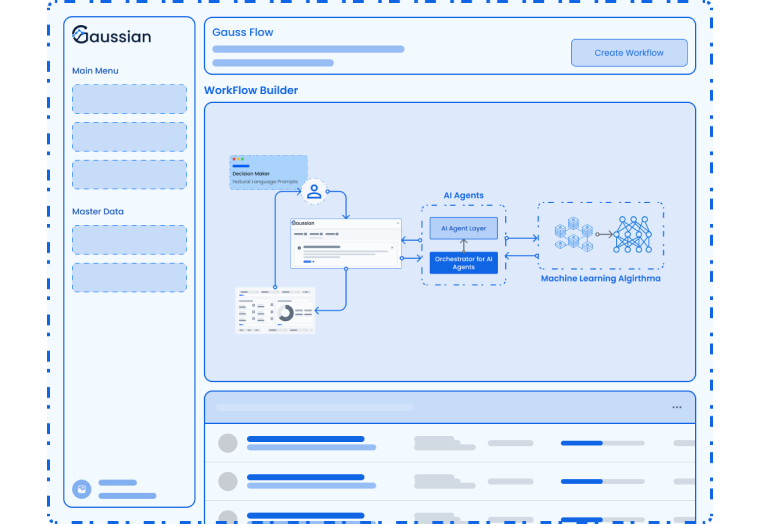 Gaussian
Main Menu
Master Data
Gauss Flow
Create Workflow
WorkFlow Builder
Decision Maker
Natural Language Prompts
Gaussian
AI Agents
AI Agent Layer
Orchestrator for AI
Agents
Machine Learning Algirthma